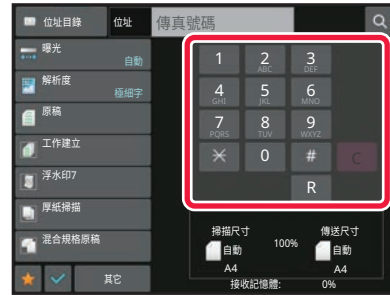 位址目錄 位址 傳真號碼
曝光
自動
解析度
極細字
原稿
工作建立
浮水印7
厚紙掃描
混合規格原稿
其它
1 2 3
ABC DEF
4 5 6
GHI JKL MNO
7 8 9
PQRS TUV WXYZ
0 # C
R
掃描尺寸 傳送尺寸
自動 100% 自動
A4 A4
接收記憶體: 0%